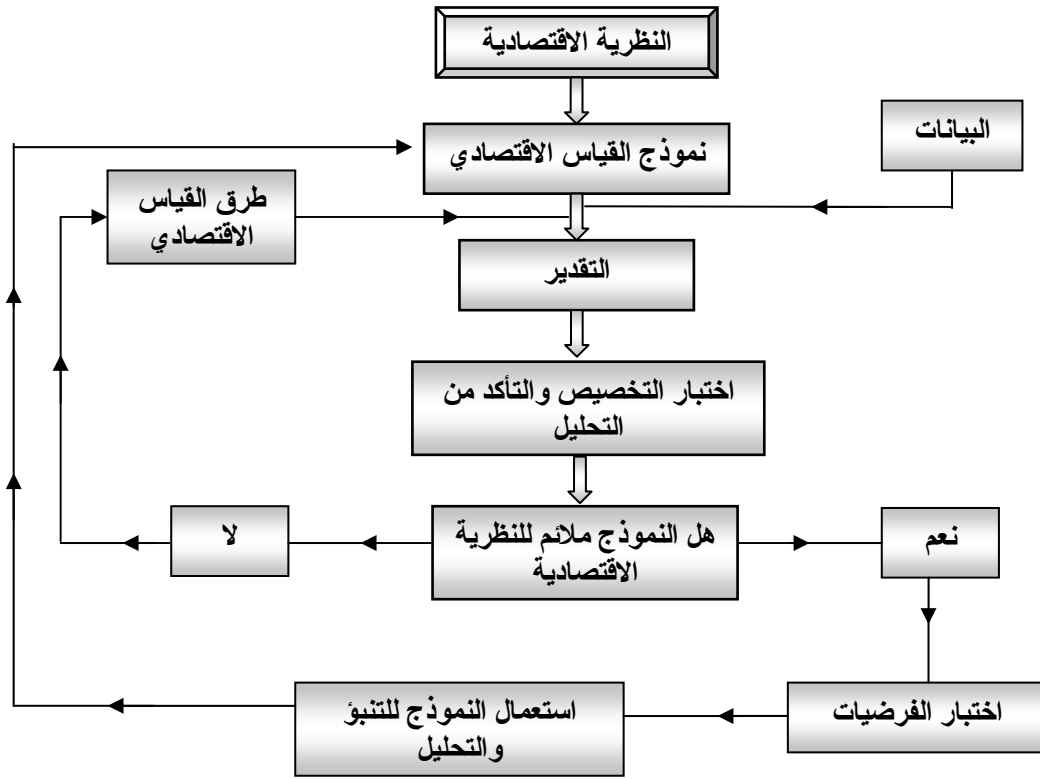 النظرية الاقتصادية
نموذج القياس الاقتصادي
البيانات
طرق القياس
الاقتصادي
التقدير
اختبار التخصيص والتأكد من
التحليل
هل النموذج ملائم للنظرية
الاقتصادية
نعم
لا
اختبار الفرضيات
استعمال النموذج للتنبؤ
والتحليل